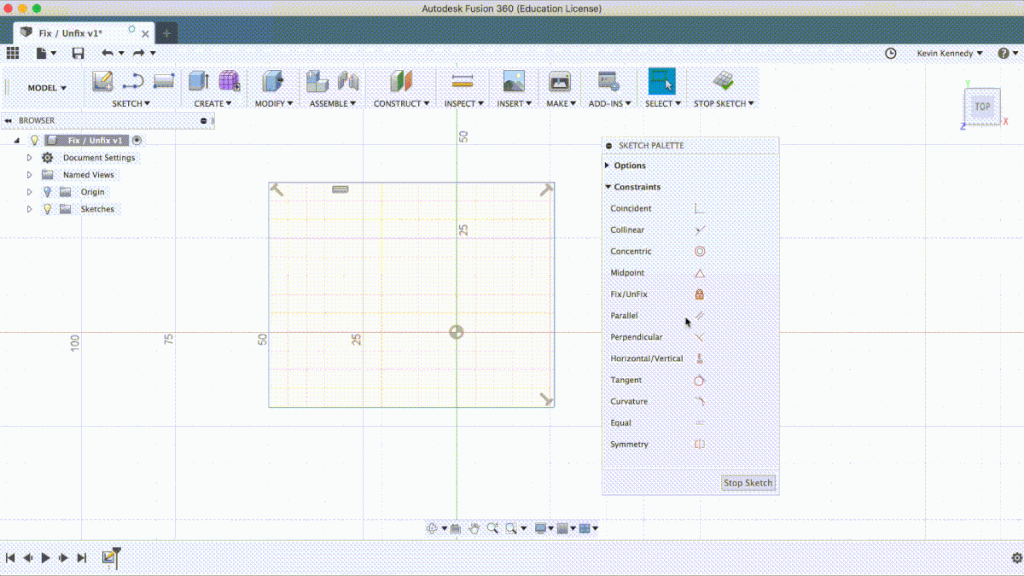 Autodesk Fusion 360 (Education License)
Fix / Unfix v1*
Kevin Kennedy
MODEL
SKETCH
CREATE
MODIFY
ASSEMBLE
CONSTRUCT
INSPECT
INSERT
MAKE
ADD-INS
SELECT
STOP SKETCH
BROWSER
Fix / Unfix v1
Document Settings
Named Views
Origin
Sketches
TOP
X
Y
Z
50
25
100
75
50
25
SKETCH PALETTE
Options
Constraints
Coincident
Collinear
Concentric
Midpoint
Fix/UnFix
Parallel
Perpendicular
Horizontal/Vertical
Tangent
Curvature
Equal
Symmetry
Stop Sketch